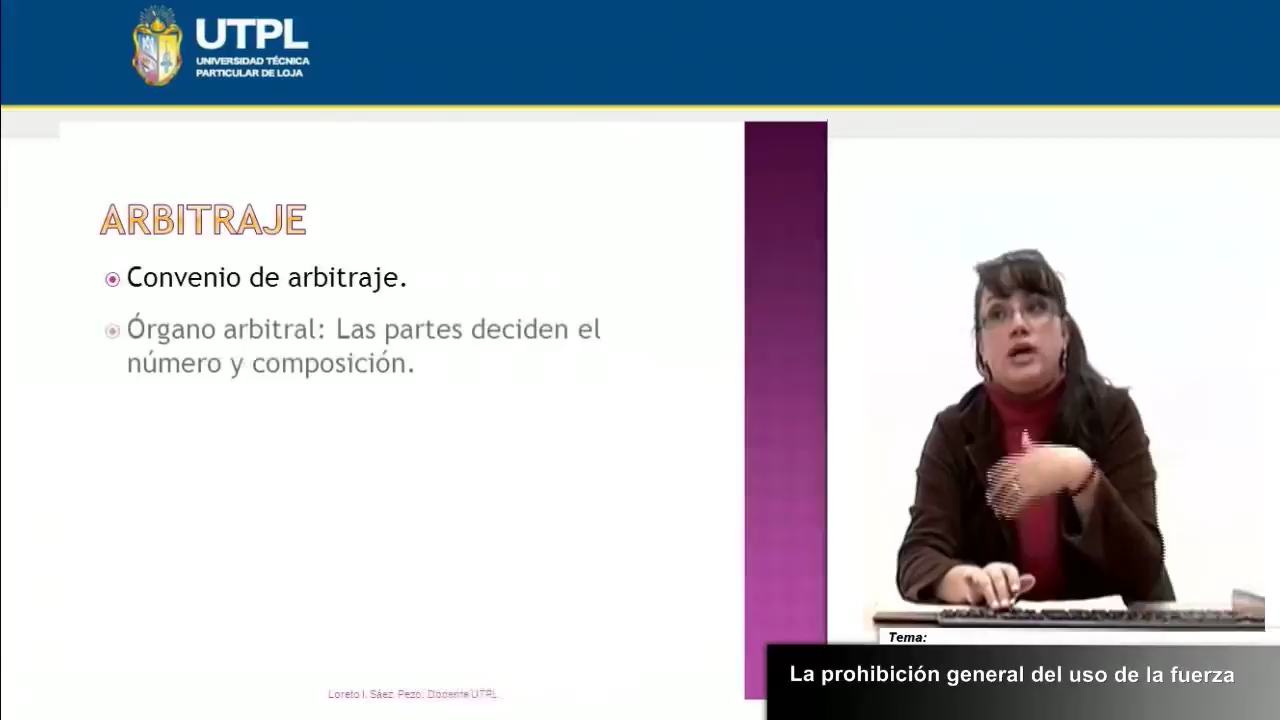 UTPL
UNIVERSIDAD TÉCNICA
PARTICULAR DE LOJA
ARBITRAJE
Convenio de arbitraje.
Órgano arbitral: Las partes deciden el
número y composición.
Loreto I. Sáez. Pezo. Docente UTPL.
Tema:
La prohibición general del uso de la fuerza